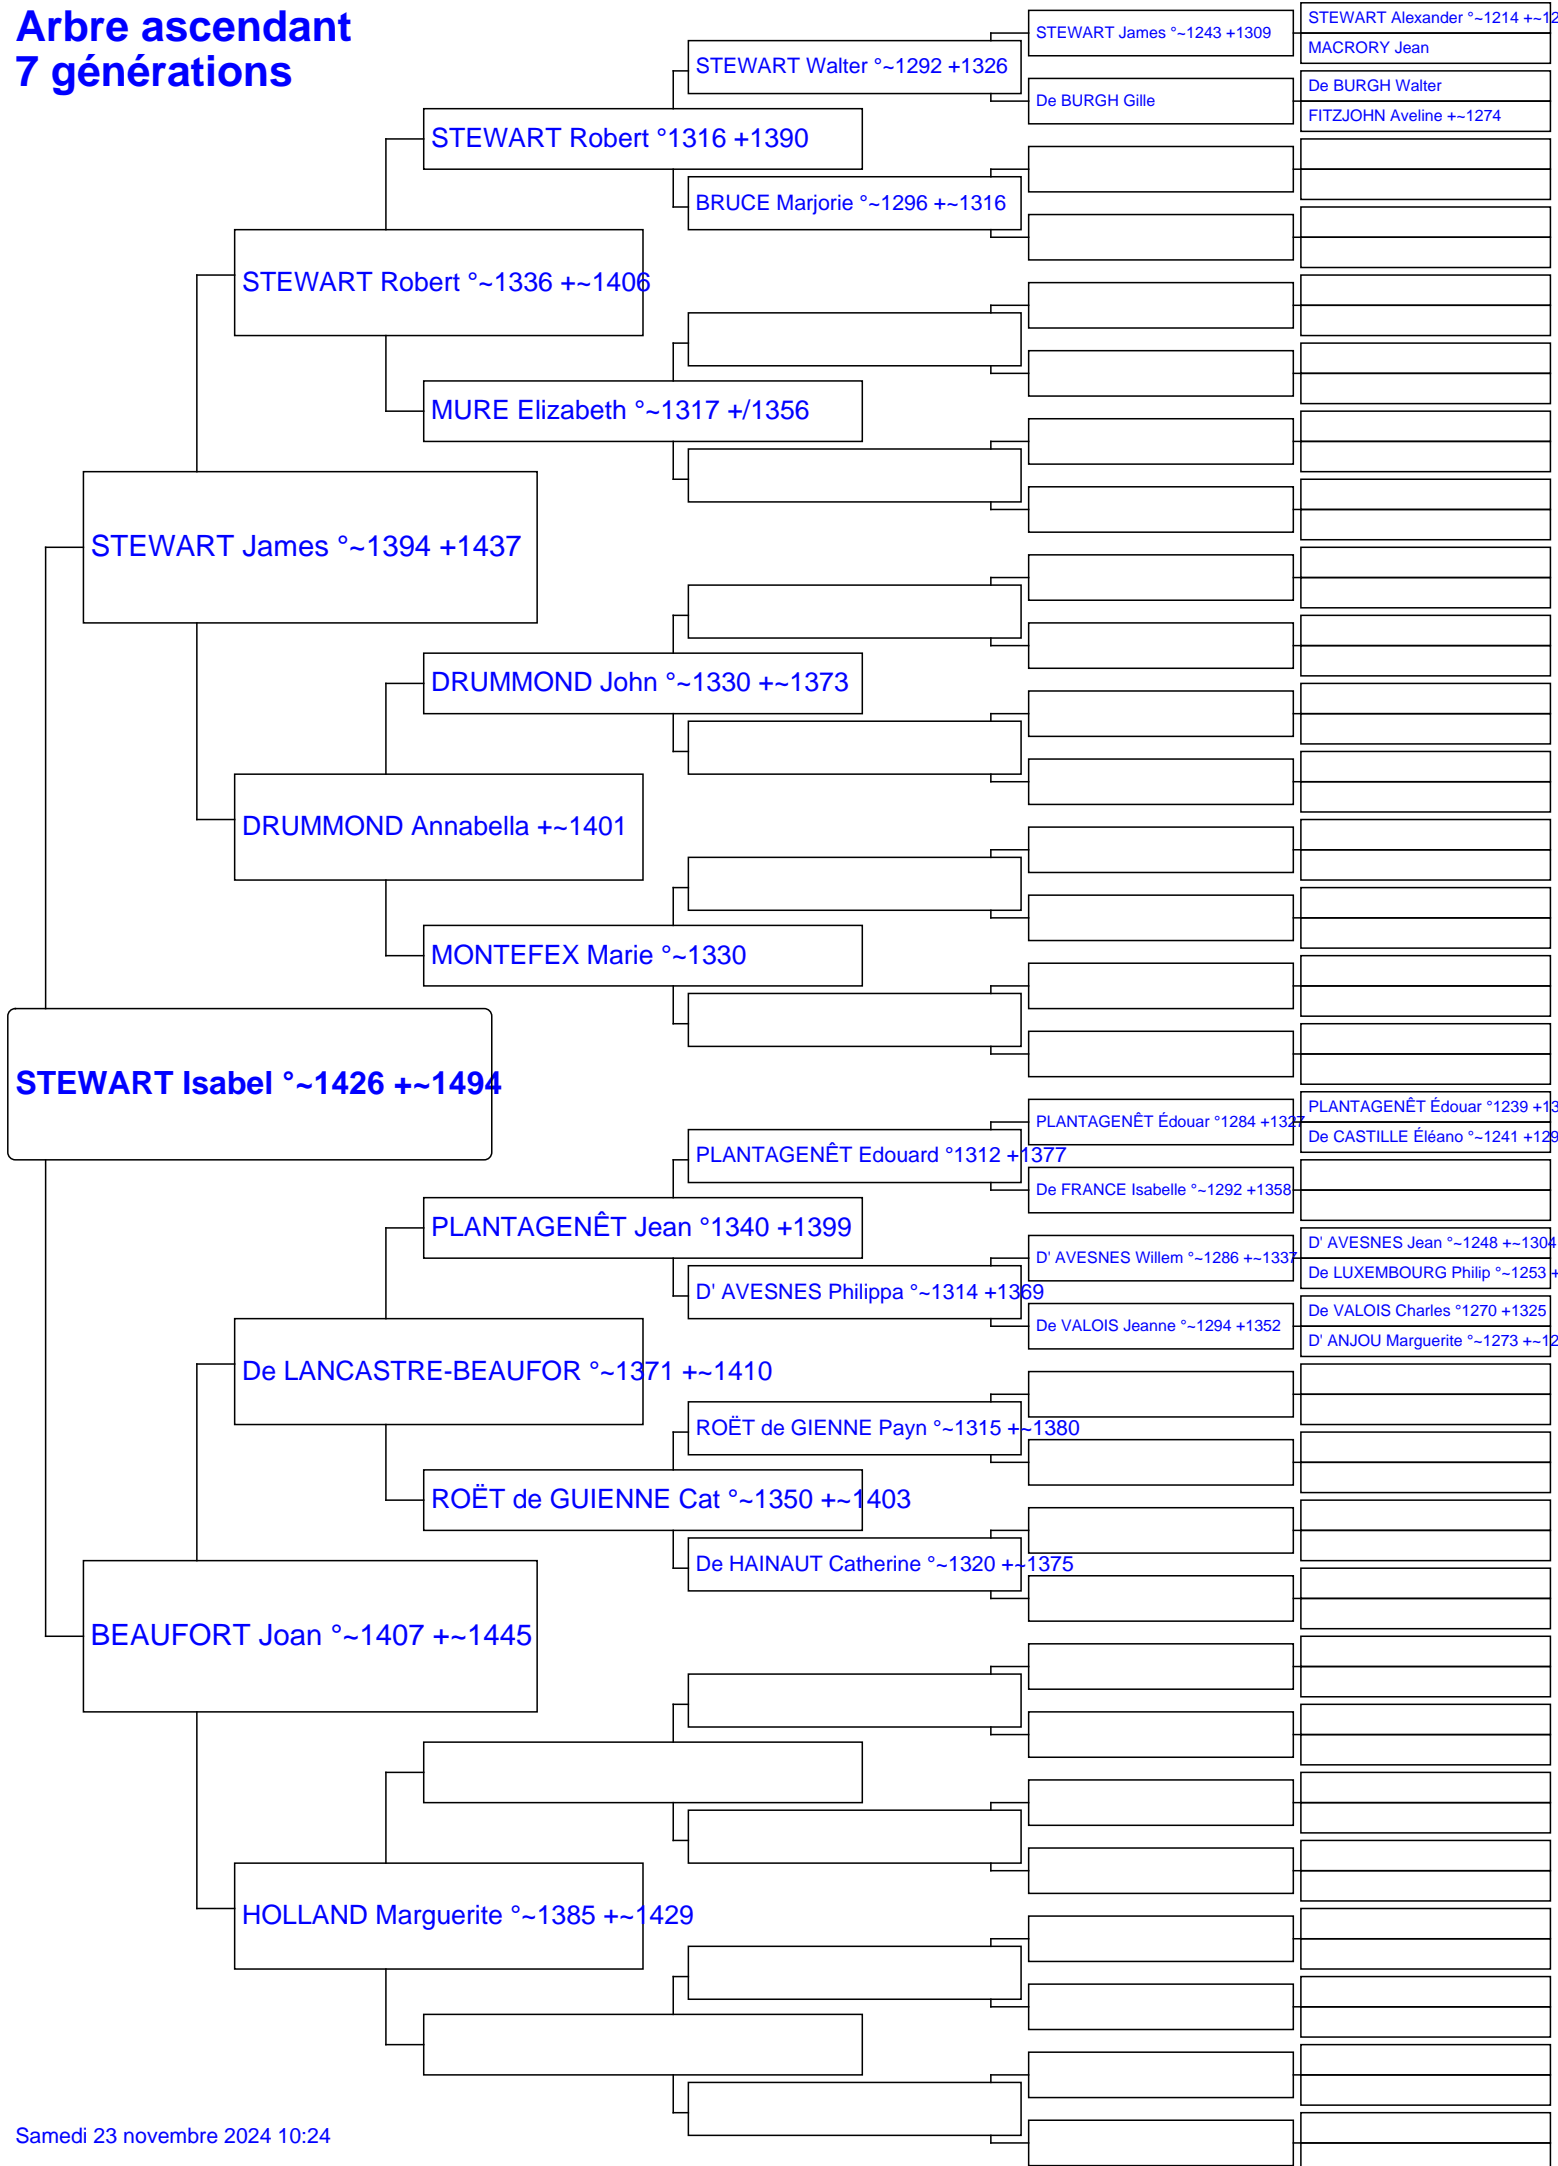 Arbre ascendant
7 générations
STEWART James °~1243 +1309
STEWART Alexander °~1214 +~12
MACRORY Jean
STEWART Walter °~1292 +1326
De BURGH Gille
De BURGH Walter
FITZJOHN Aveline +~1274
STEWART Robert °1316 +1390
BRUCE Marjorie °~1296 +~1316
STEWART Robert °~1336 +~1406
MURE Elizabeth °~1317 +/1356
STEWART James °~1394 +1437
DRUMMOND John °~1330 +~1373
DRUMMOND Annabella +~1401
MONTEFEX Marie °~1330
STEWART Isabel °~1426 +~1494
PLANTAGENÊT Édouar °1284 +1327
PLANTAGENÊT Édouar °1239 +13
De CASTILLE Éléano °~1241 +129
PLANTAGENÊT Edouard °1312 +1377
De FRANCE Isabelle °~1292 +1358
PLANTAGENÊT Jean °1340 +1399
D' AVESNES Willem °~1286 +~1337
D' AVESNES Jean °~1248 +~1304
De LUXEMBOURG Philip °~1253 +
D' AVESNES Philippa °~1314 +1369
De VALOIS Jeanne °~1294 +1352
De VALOIS Charles °1270 +1325
D' ANJOU Marguerite °~1273 +~12
De LANCASTRE-BEAUFOR °~1371 +~1410
ROËT de GIENNE Payn °~1315 +~1380
ROËT de GUIENNE Cat °~1350 +~1403
De HAINAUT Catherine °~1320 +~1375
BEAUFORT Joan °~1407 +~1445
HOLLAND Marguerite °~1385 +~1429
Samedi 23 novembre 2024 10:24